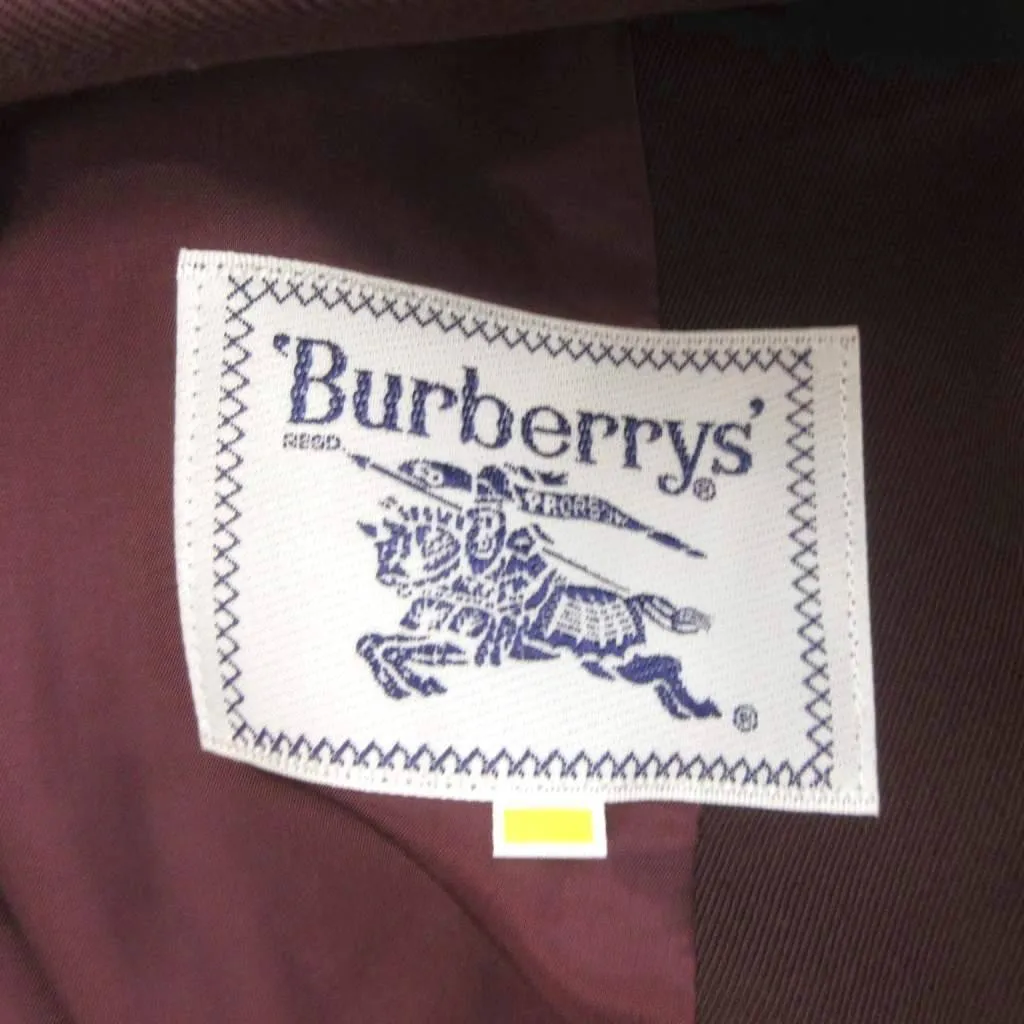 'Burberrys'
REGD.
®
PRORSUM
®